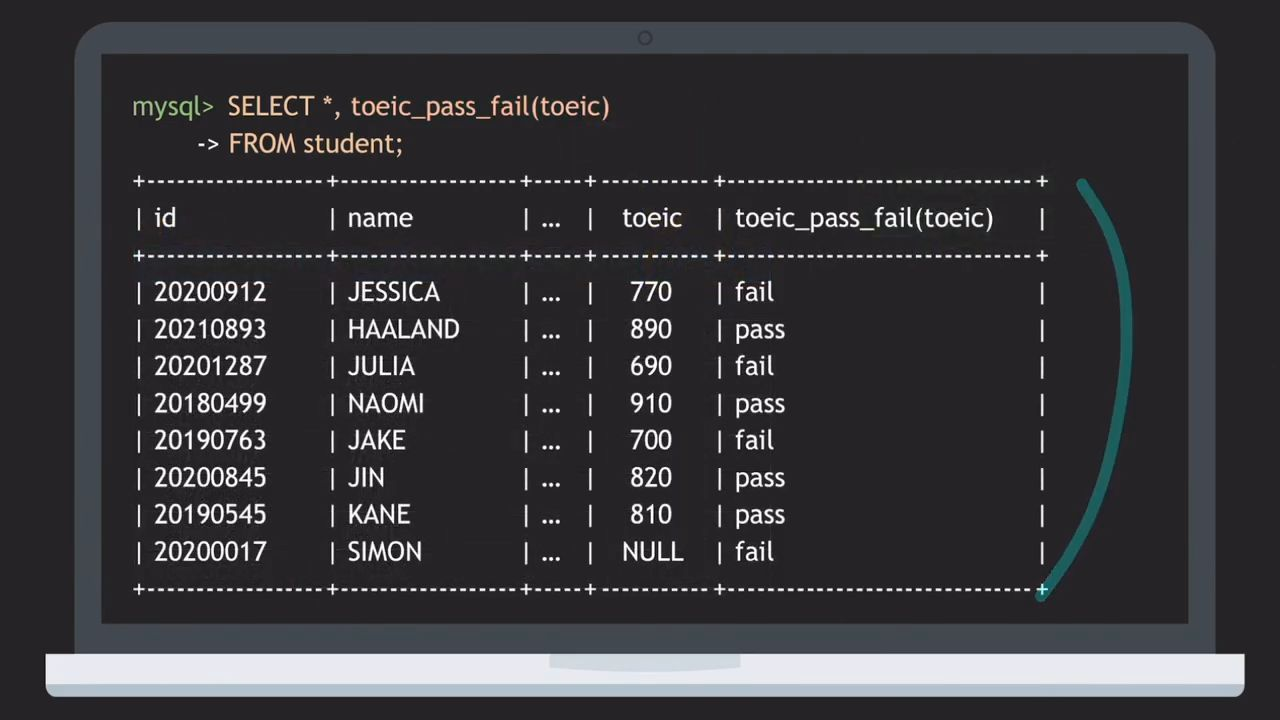 mysql> SELECT *, toeic_pass_fail(toeic)
-> FROM student;
+-----------------+-----------------+-----+----------+----------------------------+
| id | name | ... | toeic | toeic_pass_fail(toeic) |
+-----------------+-----------------+-----+----------+----------------------------+
| 20200912 | JESSICA | ... | 770 | fail |
| 20210893 | HAALAND | ... | 890 | pass |
| 20201287 | JULIA | ... | 690 | fail |
| 20180499 | NAOMI | ... | 910 | pass |
| 20190763 | JAKE | ... | 700 | fail |
| 20200845 | JIN | ... | 820 | pass |
| 20190545 | KANE | ... | 810 | pass |
| 20200017 | SIMON | ... | NULL | fail |
+-----------------+-----------------+-----+----------+----------------------------+